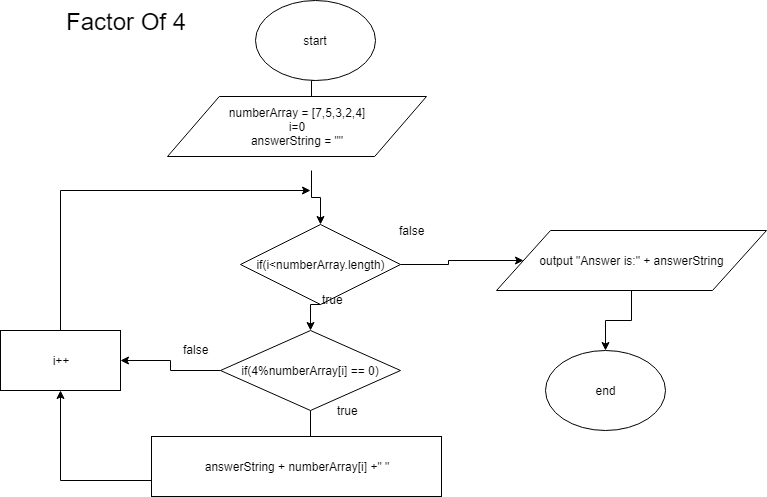 Factor Of 4
start
numberArray = [7,5,3,2,4]
i=0
answerString = ""
false
if(i<numberArray.length)
output "Answer is:" + answerString
true
false
i++
if(4%numberArray[i] == 0)
end
true
answerString + numberArray[i] +" "